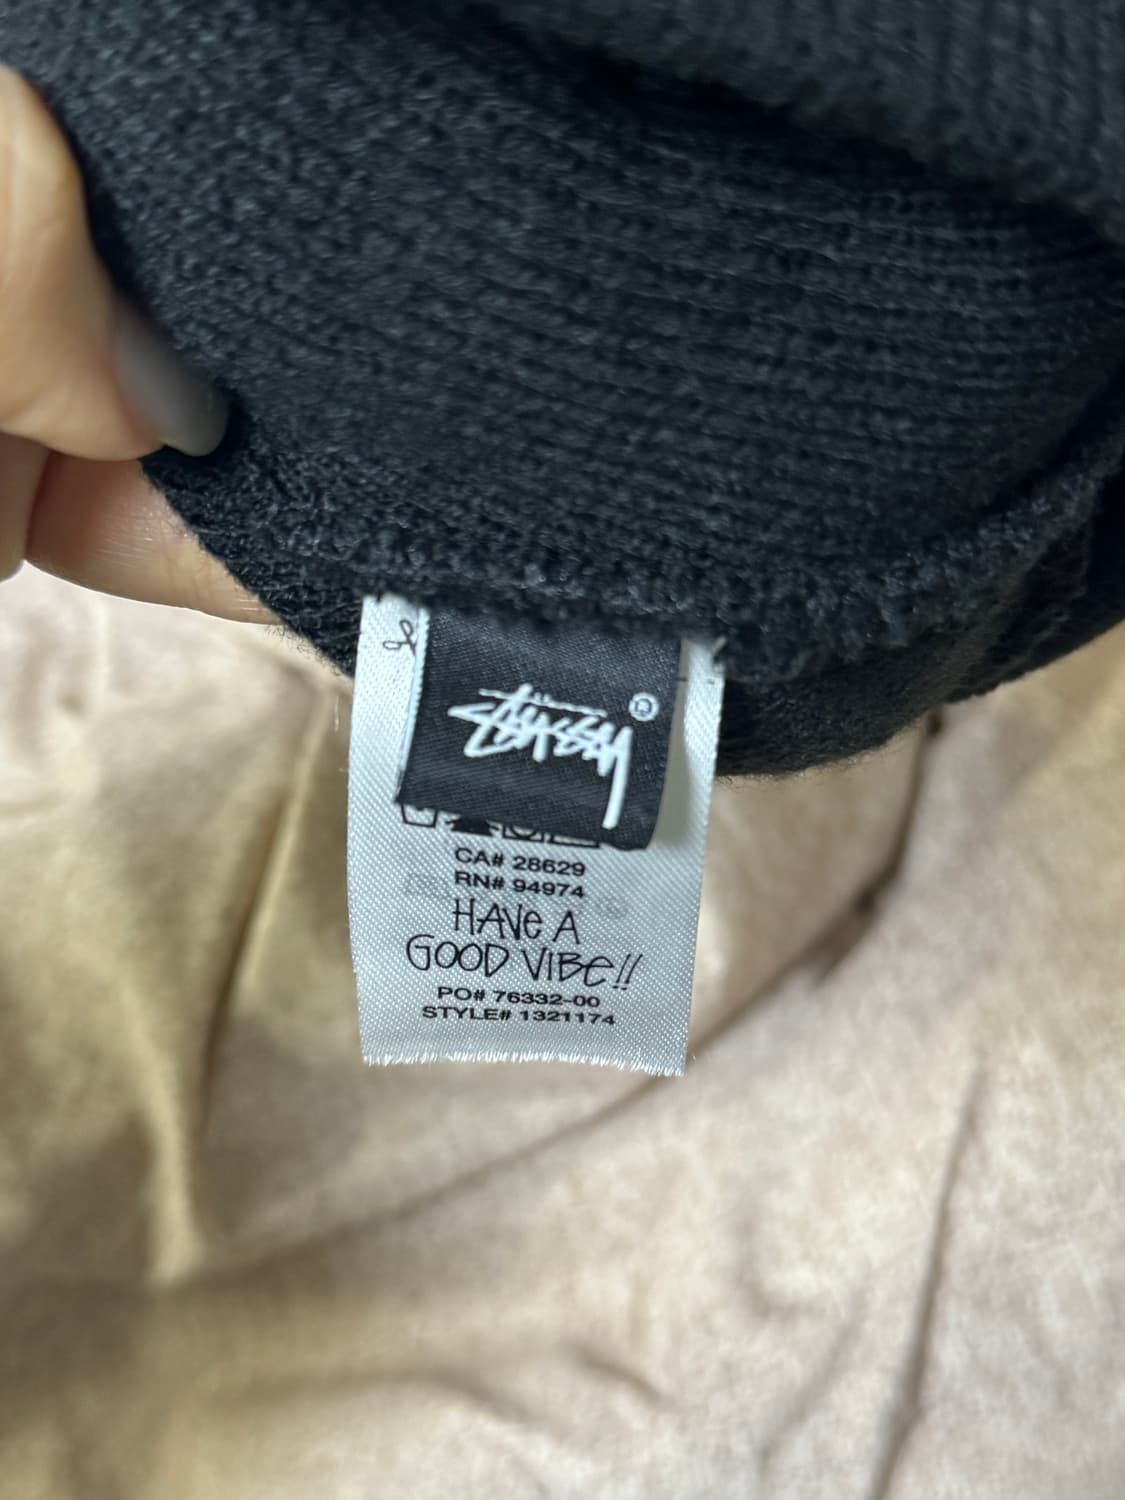 STÜSSY ®
CA# 28629
RN# 94974
HAVE A
GOOD VIBE!!
PO# 76332-00
STYLE# 1321174